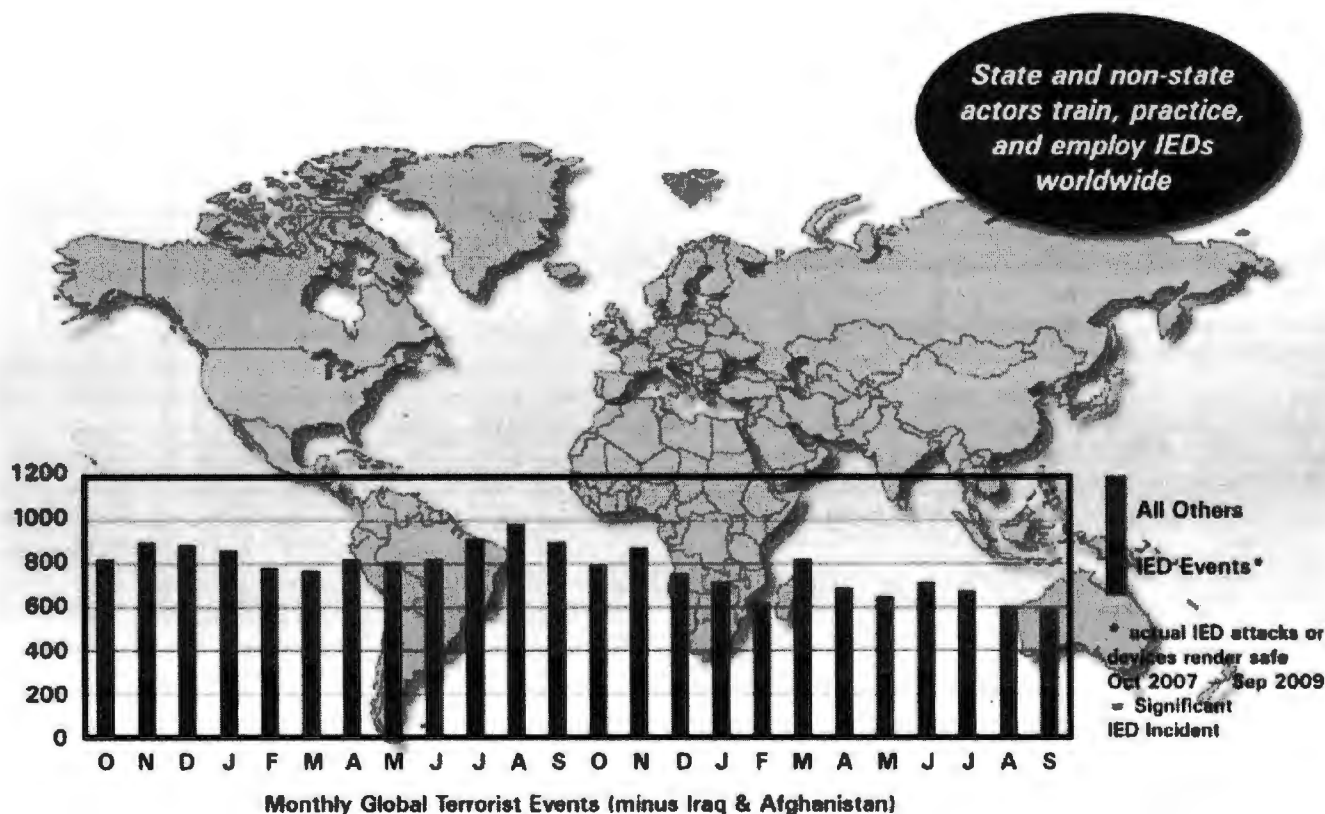 State and non-state
actors train, practice,
and employ IEDs
worldwide
1200
1000
800
600
400
200
0
All Others
IED Events*
* actual IED attacks or
devices render safe
Oct 2007 - Sep 2009
= Significant
IED Incident
O N D J F M A M J J A S O N D J F M A M J J A S
Monthly Global Terrorist Events (minus Iraq & Afghanistan)